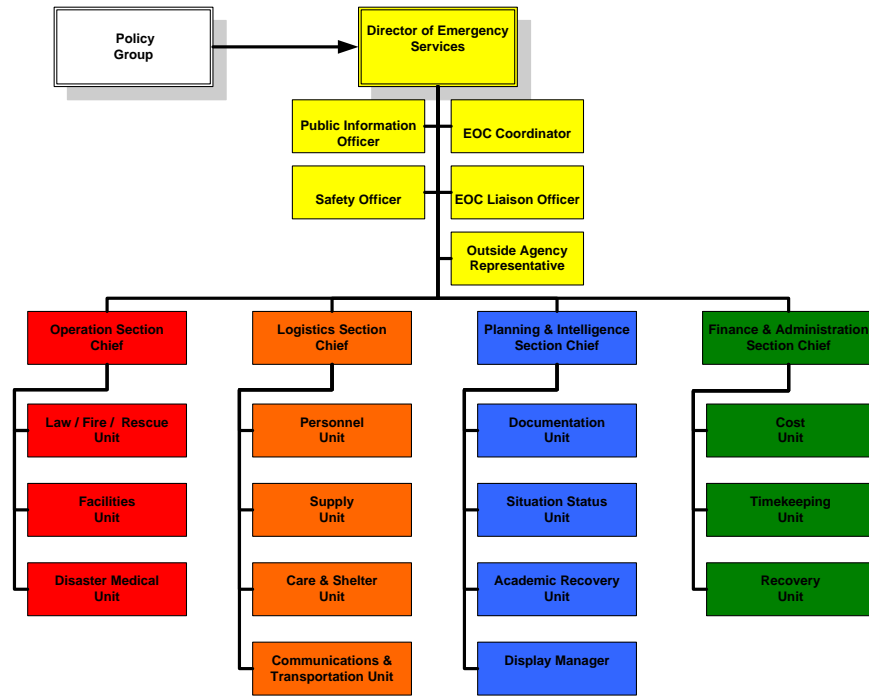 Policy
Group
Director of Emergency
Services
Public Information
Officer
EOC Coordinator
Safety Officer
EOC Liaison Officer
Outside Agency
Representative
Operation Section
Chief
Logistics Section
Chief
Planning & Intelligence
Section Chief
Finance & Administration
Section Chief
Law / Fire / Rescue
Unit
Personnel
Unit
Documentation
Unit
Cost
Unit
Facilities
Unit
Supply
Unit
Situation Status
Unit
Timekeeping
Unit
Disaster Medical
Unit
Care & Shelter
Unit
Academic Recovery
Unit
Recovery
Unit
Communications &
Transportation Unit
Display Manager